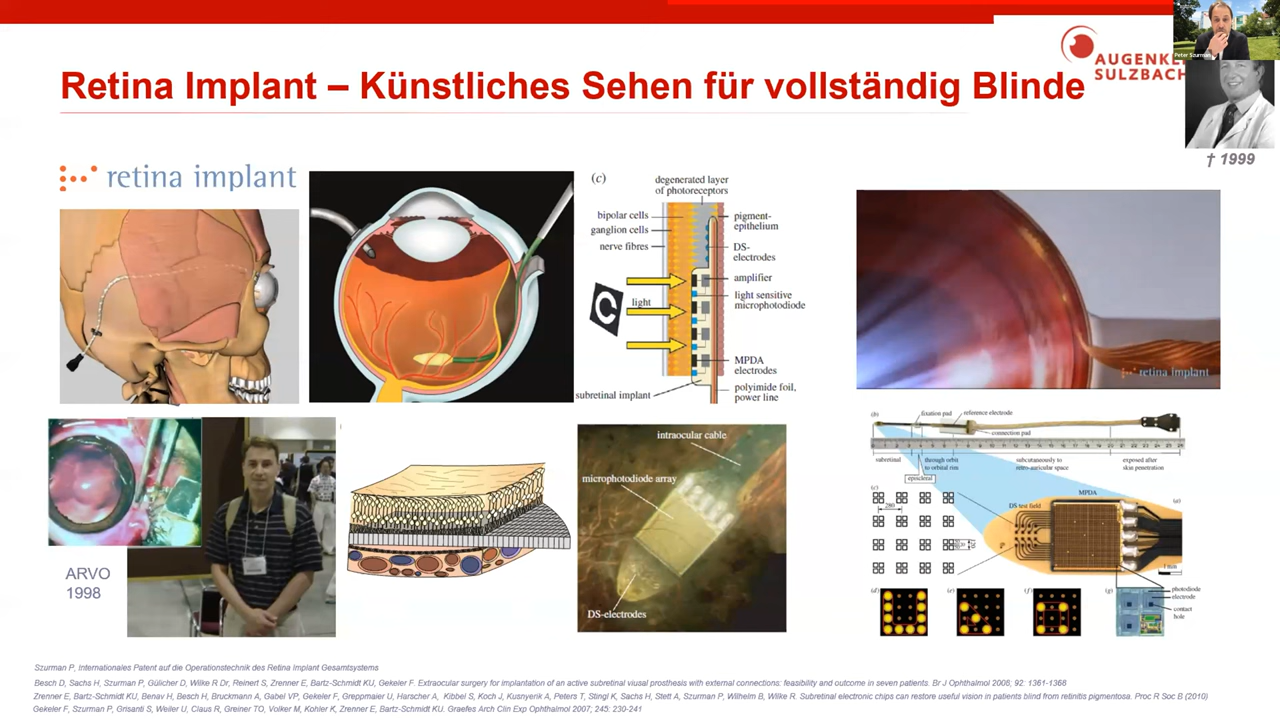 Retina Implant – Künstliches Sehen für vollständig Blinde
AUGENK
SULZBACH
Peter Szurman
† 1999
retina implant
(c)
degenerated layer
of photoreceptors
bipolar cells
ganglion cells
nerve fibres
pigment-
epithelium
DS-
electrodes
amplifier
light sensitive
microphotodiode
light
MPDA
electrodes
subretinal implant
polyimide foil,
power line
retina implant
ARVO
1998
intraocular cable
microphotodiode array
DS-electrodes
(b)
fixation pad
reference electrode
connection pad
subretinal
through orbit
to orbital rim
subcutaneously to
retro-auricular space
exposed after
skin penetration
episcleral
(c)
280
DS test field
MPDA
(a)
1 mm
(d)
(e)
(f)
(g)
photodiode
electrode
contact
hole
Szurman P, Internationales Patent auf die Operationstechnik des Retina Implant Gesamtsystems
Besch D, Sachs H, Szurman P, Gülicher D, Wilke R Dr, Reinert S, Zrenner E, Bartz-Schmidt KU, Gekeler F. Extraocular surgery for implantation of an active subretinal visual prosthesis with external connections: feasibility and outcome in seven patients. Br J Ophthalmol 2008; 92: 1361-1368
Zrenner E, Bartz-Schmidt KU, Benav H, Besch H, Bruckmann A, Gabel VP, Gekeler F, Greppmaier U, Harscher A, Kibbel S, Koch J, Kusnyerik A, Peters T, Stingl K, Sachs H, Stett A, Szurman P, Wilhelm B, Wilke R. Subretinal electronic chips can restore useful vision in patients blind from retinitis pigmentosa. Proc R Soc B (2010)
Gekeler F, Szurman P, Grisanti S, Weiler U, Claus R, Greiner TO, Volker M, Kohler K, Zrenner E, Bartz-Schmidt KU. Graefes Arch Clin Exp Ophthalmol 2007; 245: 230-241